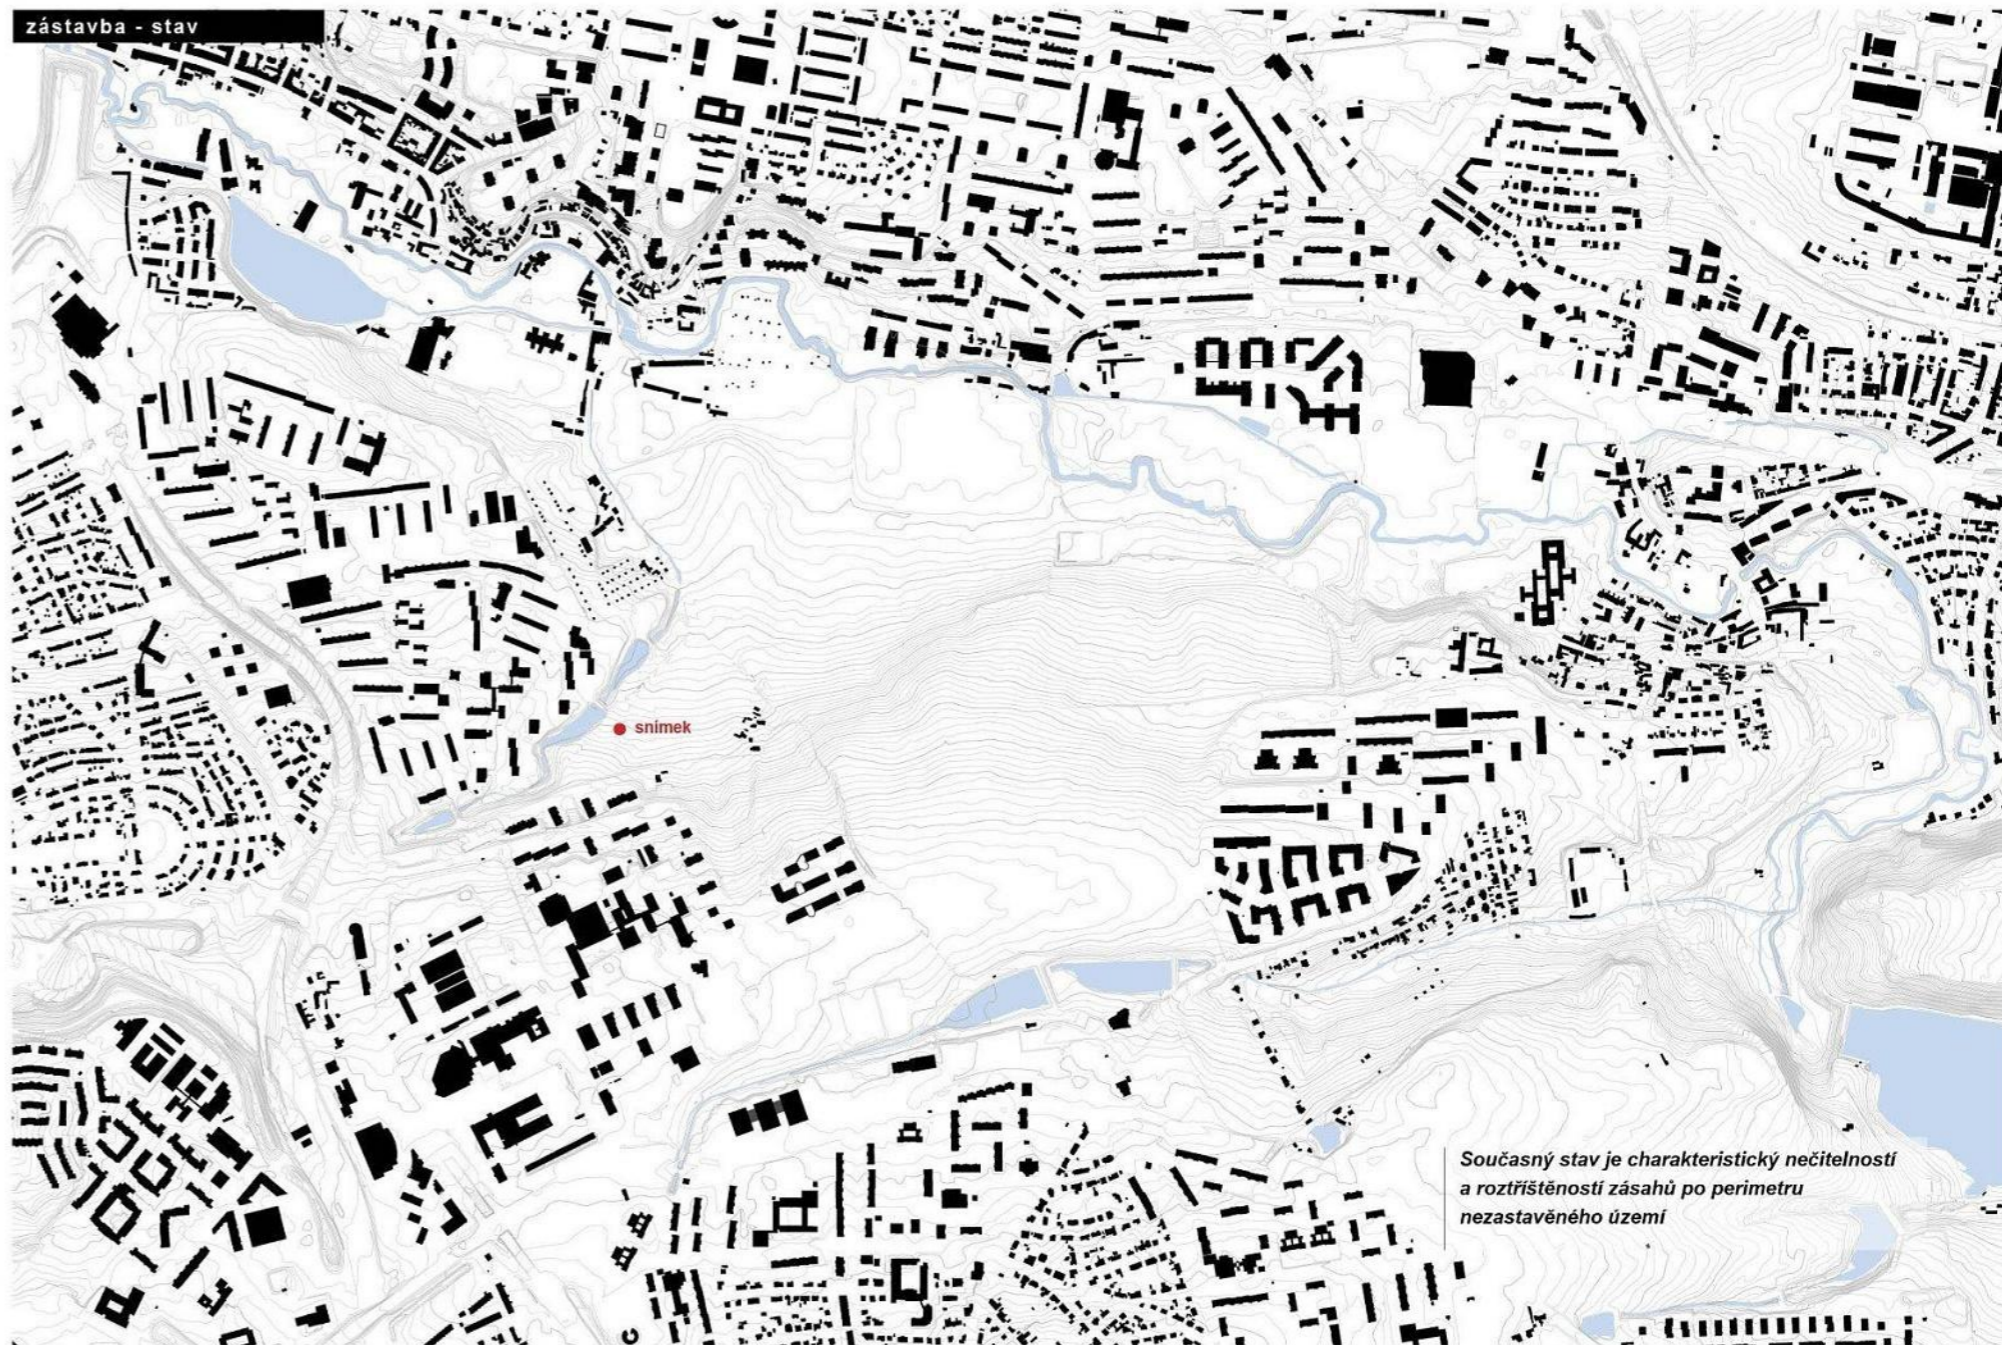 zástavba - stav
snímek
Současný stav je charakteristický nečitelností
a roztříštěností zásahů po perimetru
nezastavěného území